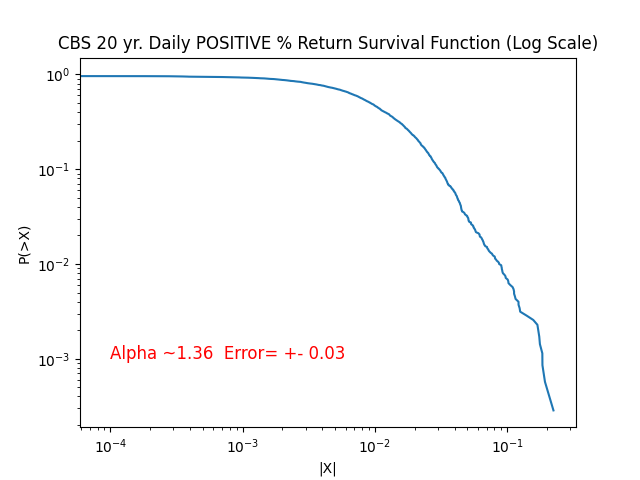 CBS 20 yr. Daily POSITIVE % Return Survival Function (Log Scale)
10⁰
10⁻¹
10⁻²
10⁻³
P(>X)
Alpha ~1.36  Error= +- 0.03
10⁻⁴ 10⁻³ 10⁻² 10⁻¹
|X|